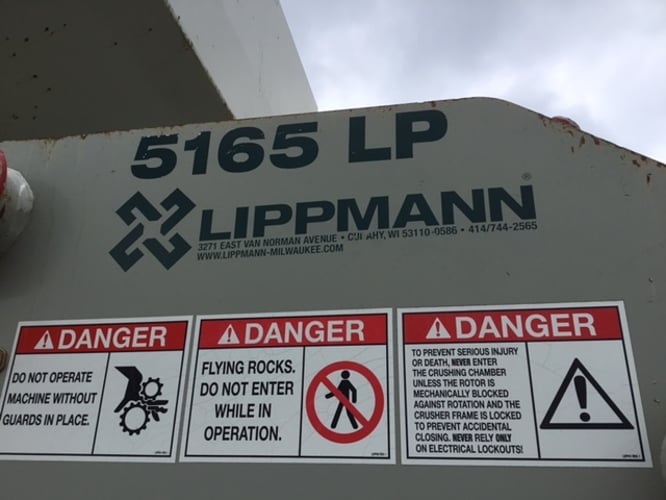 5165 LP
LIPPMANN®
3271 EAST VAN NORMAN AVENUE • WI 53110-0586 • 414/744-2565
WWW.LIPPMANN-MILWAUKEE.COM
DANGER
DO NOT OPERATE
MACHINE WITHOUT
GUARDS IN PLACE.
DANGER
FLYING ROCKS.
DO NOT ENTER
WHILE IN
OPERATION.
DANGER
TO PREVENT SERIOUS INJURY
OR DEATH, NEVER ENTER
THE CRUSHING CHAMBER
UNLESS THE ROTOR IS
MECHANICALLY BLOCKED
AGAINST ROTATION AND THE
CRUSHER FRAME IS LOCKED
TO PREVENT ACCIDENTAL
CLOSING. NEVER RELY ONLY
ON ELECTRICAL LOCKOUTS!